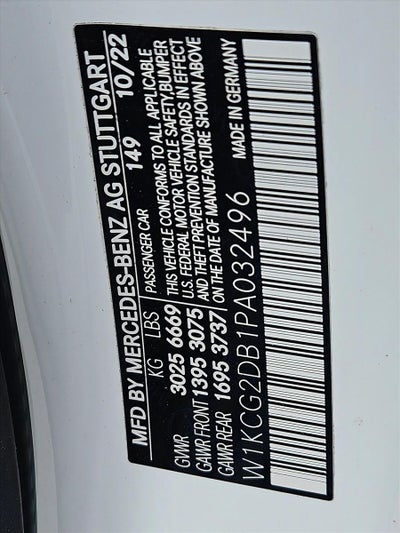 MFD BY MERCEDES-BENZ AG STUTTGART
KG LBS 149 10/22
GVWR 3025 6669
GAWR FRONT 1395 3075
GAWR REAR 1695 3737
PASSENGER CAR
THIS VEHICLE CONFORMS TO ALL APPLICABLE
U.S. FEDERAL MOTOR VEHICLE SAFETY,BUMPER
AND THEFT PREVENTION STANDARDS IN EFFECT
ON THE DATE OF MANUFACTURE SHOWN ABOVE
W1KCG2DB1PA032496 MADE IN GERMANY